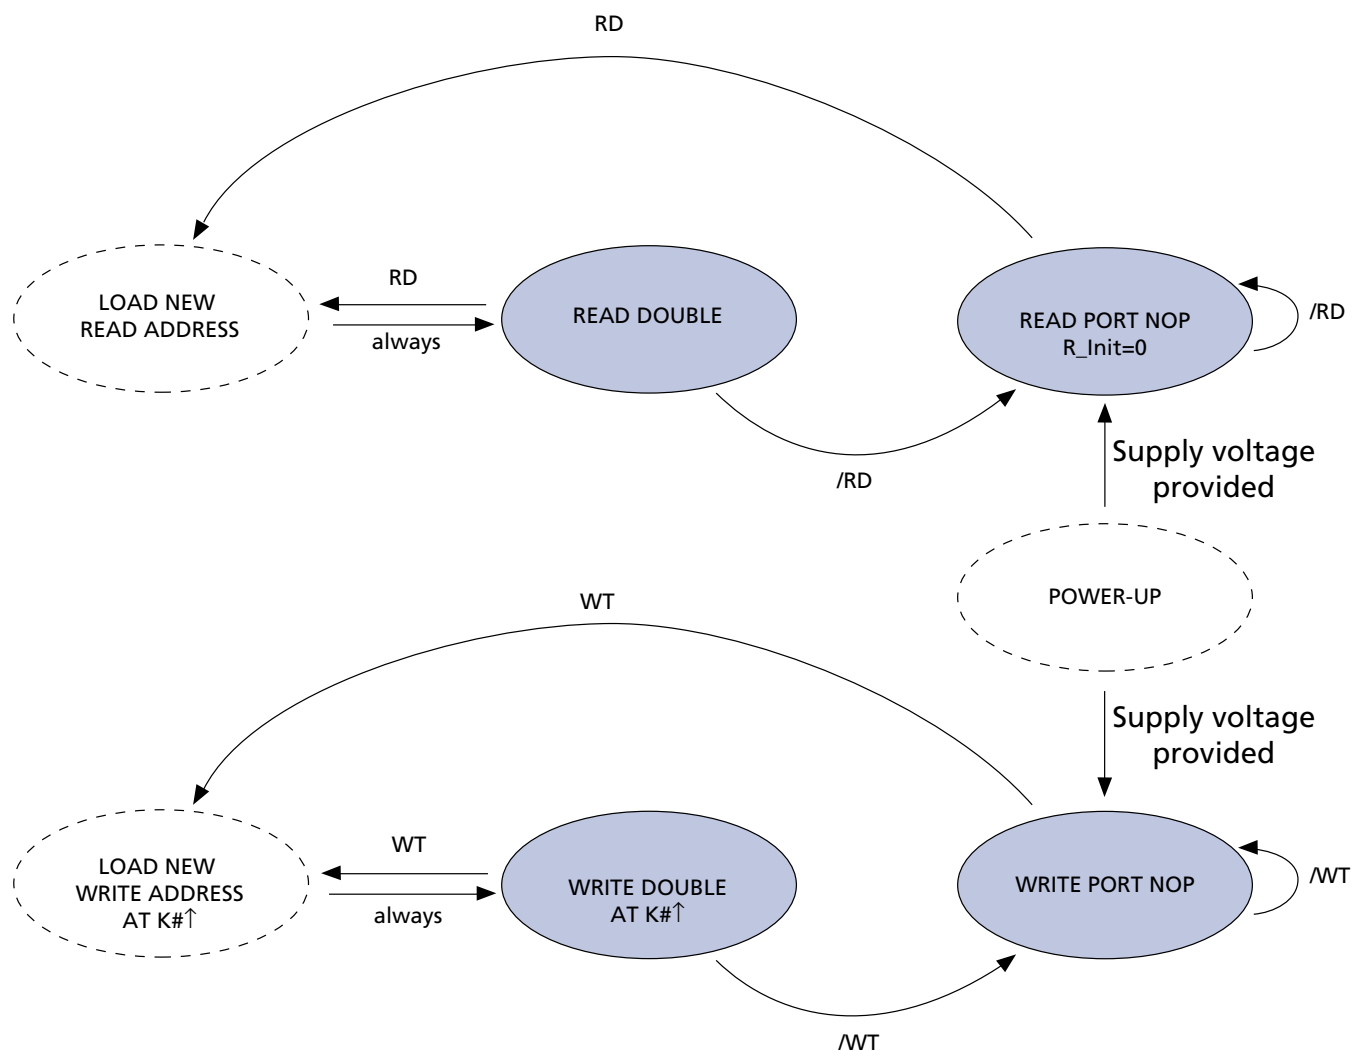 RD
LOAD NEW
READ ADDRESS
RD
always
READ DOUBLE
READ PORT NOP
R_Init=0
/RD
/RD
Supply voltage
provided
POWER-UP
WT
Supply voltage
provided
LOAD NEW
WRITE ADDRESS
AT K#↑
WT
always
WRITE DOUBLE
AT K#↑
WRITE PORT NOP
/WT
/WT